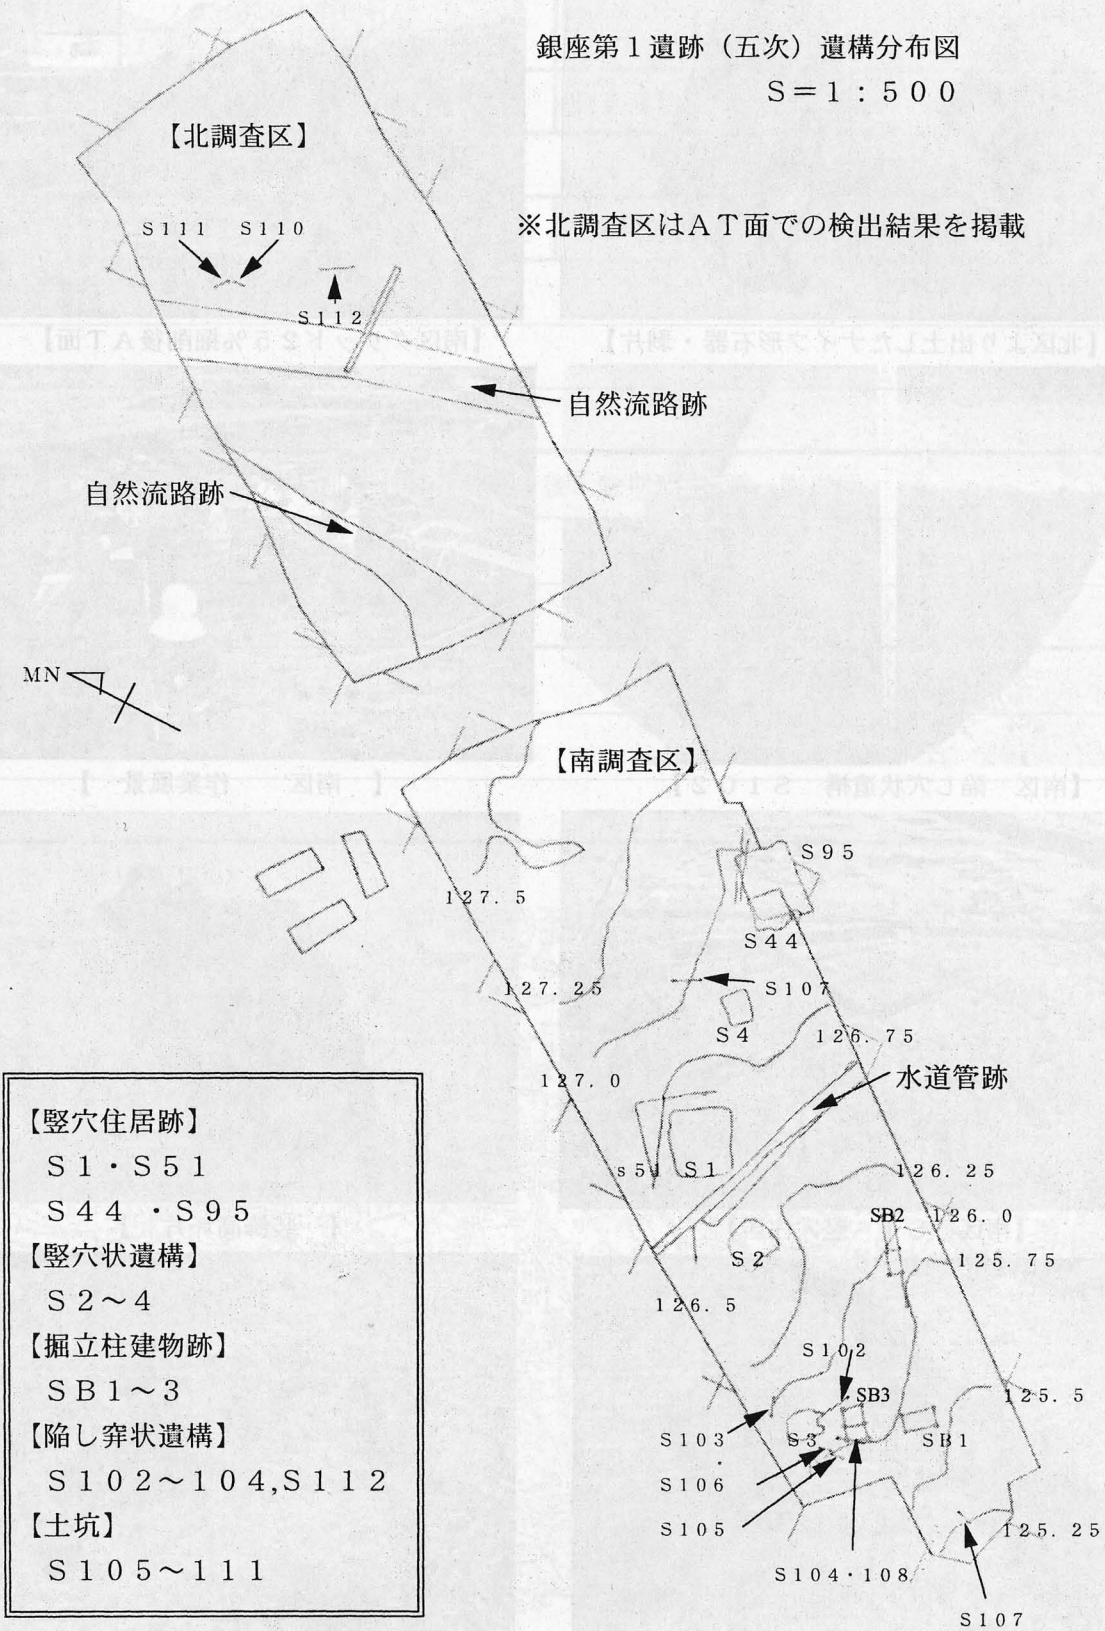 銀座第１遺跡（五次）遺構分布図
Ｓ＝１：５００
【北調査区】
※北調査区はＡＴ面での検出結果を掲載
S111
S110
S112
自然流路跡
自然流路跡
MN
【南調査区】
S95
127.5
S44
127.25
S107
S4
126.75
127.0
水道管跡
s51
S1
126.25
SB2
126.0
S2
125.75
126.5
S102
SB3
125.5
S103
S3
SB1
S106
S105
125.25
S104・108
S107
【竪穴住居跡】
Ｓ１・Ｓ５１
Ｓ４４・Ｓ９５
【竪穴状遺構】
Ｓ２～４
【掘立柱建物跡】
ＳＢ１～３
【陥し穽状遺構】
Ｓ１０２～１０４,Ｓ１１２
【土坑】
Ｓ１０５～１１１